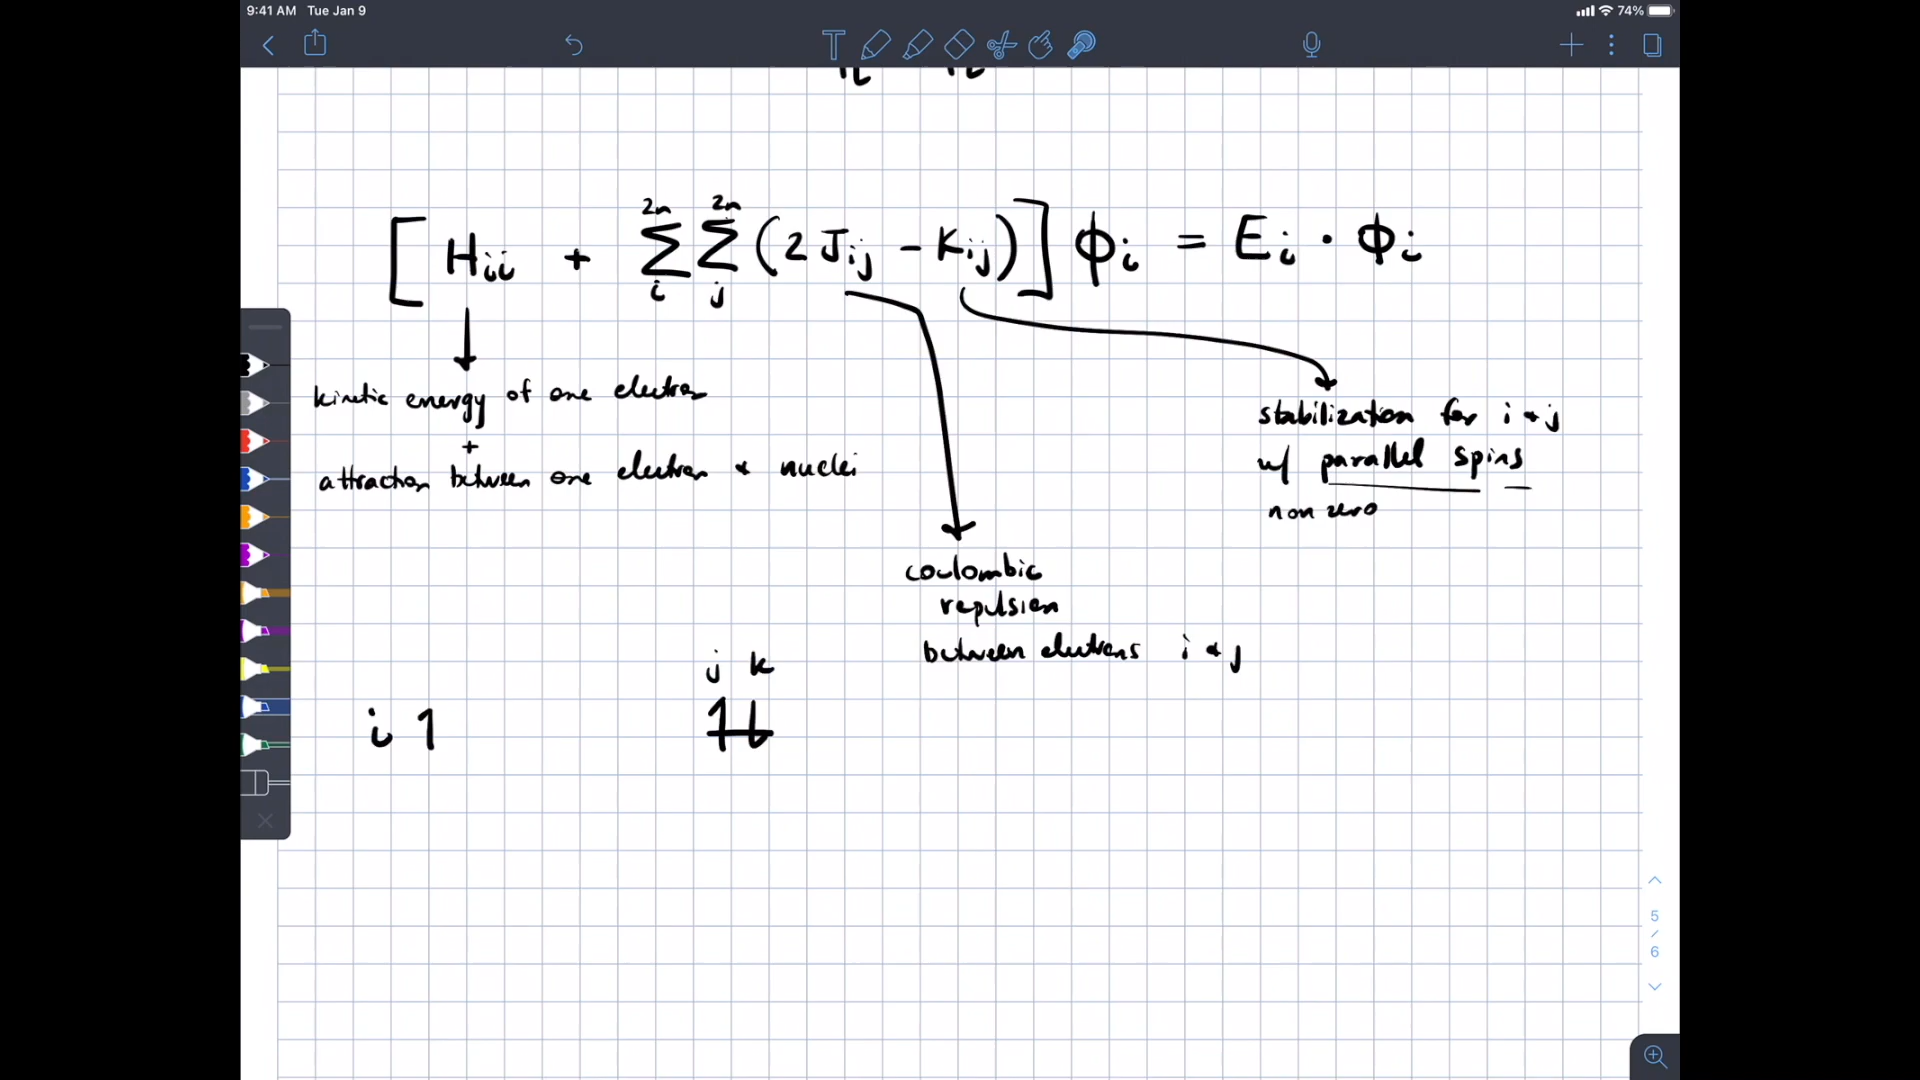 9:41 AM Tue Jan 9
74%
[ Hii + 2n∑i 2n∑j (2 Jij - Kij) ] ϕi = Ei · ϕi
kinetic energy of one electron
+
attraction between one electron & nuclei
stabilization for i & j
w/ parallel spins
non zero
coulombic
repulsion
between electrons i & j
j k
i 1 ↿⇂
5
/
6